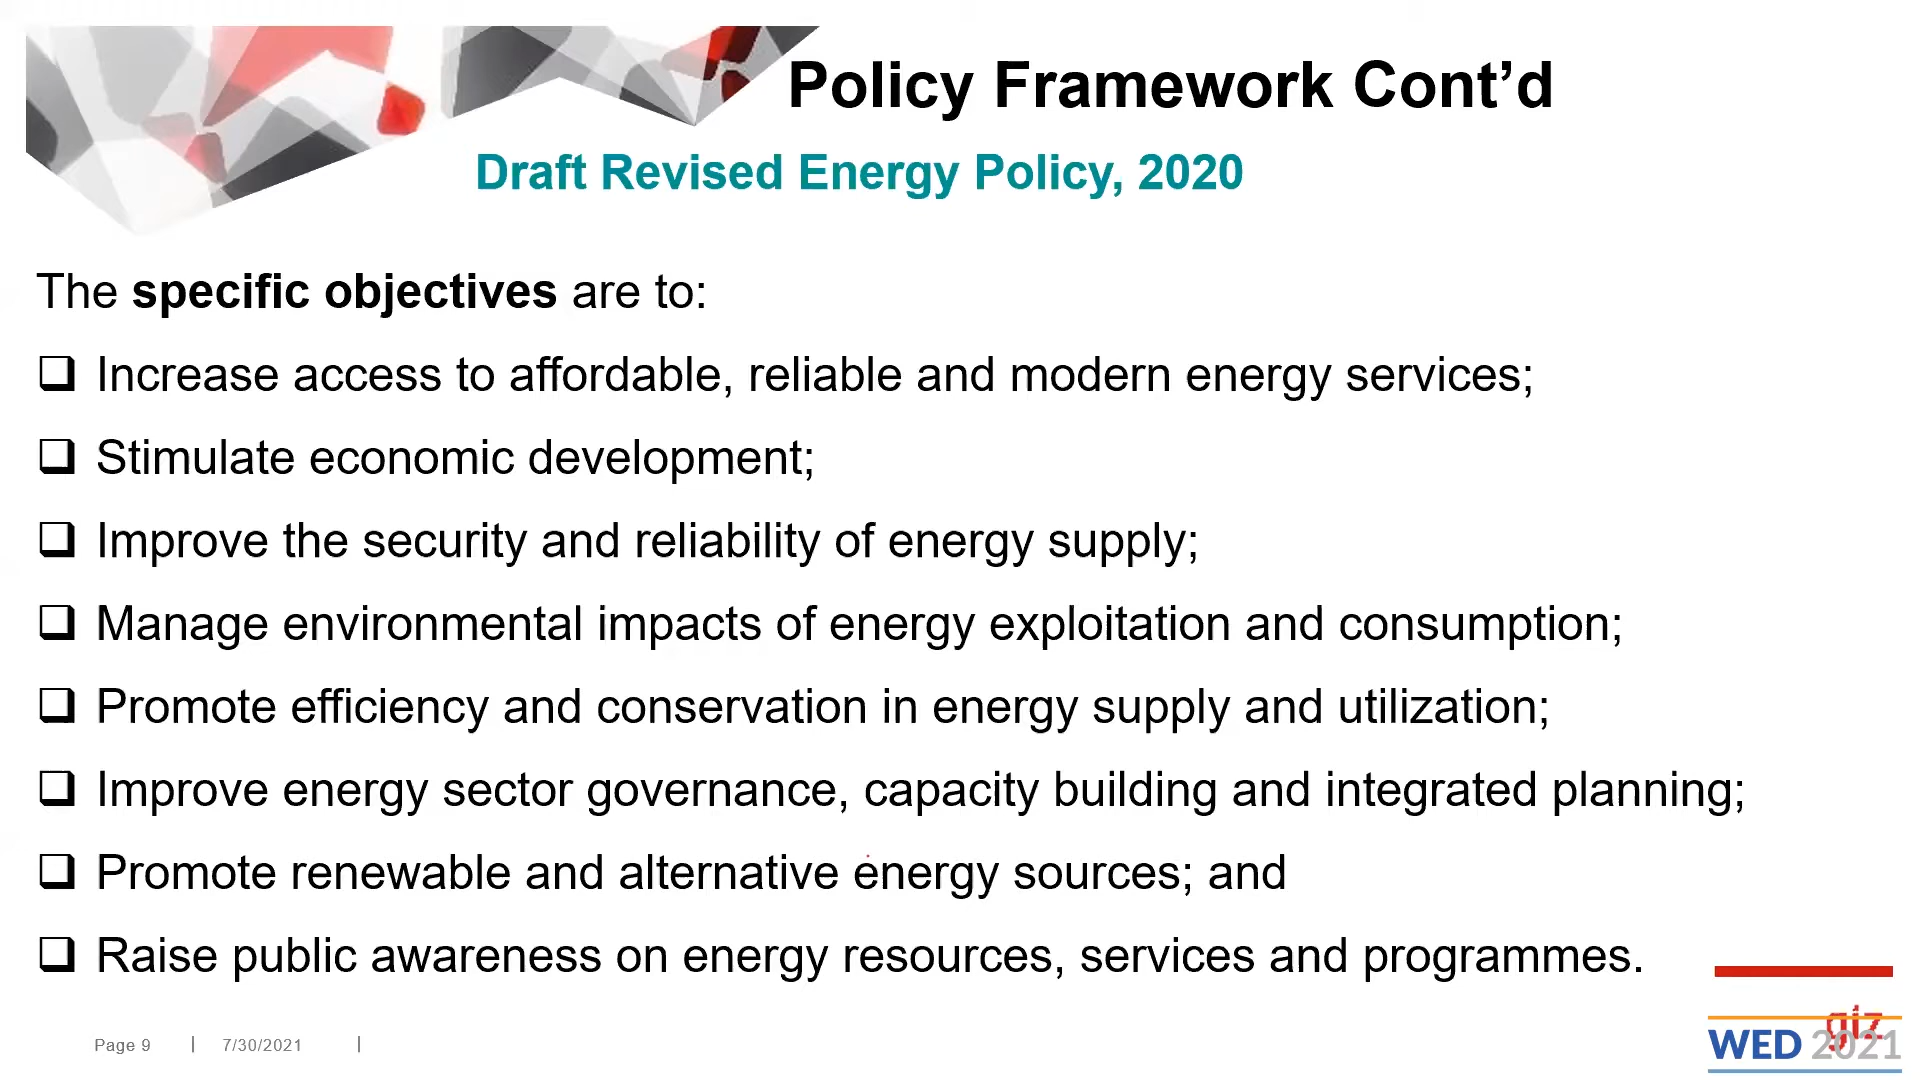 Policy Framework Cont’d
Draft Revised Energy Policy, 2020
The specific objectives are to:
❑ Increase access to affordable, reliable and modern energy services;
❑ Stimulate economic development;
❑ Improve the security and reliability of energy supply;
❑ Manage environmental impacts of energy exploitation and consumption;
❑ Promote efficiency and conservation in energy supply and utilization;
❑ Improve energy sector governance, capacity building and integrated planning;
❑ Promote renewable and alternative energy sources; and
❑ Raise public awareness on energy resources, services and programmes.
Page 9 | 7/30/2021 |
giz
WED 2021